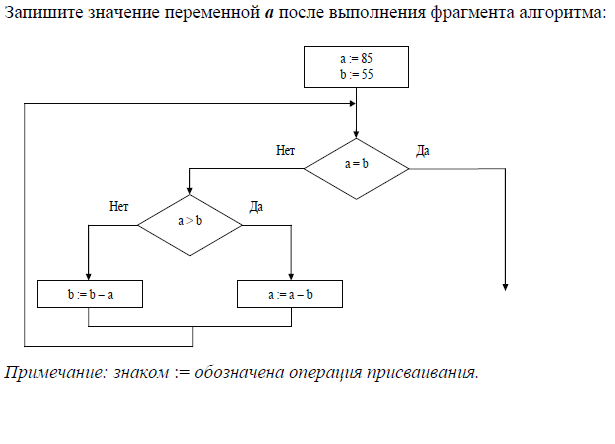 Запишите значение переменной a после выполнения фрагмента алгоритма:
a := 85
b := 55
Нет
a = b
Да
Нет
a > b
Да
b := b – a
a := a – b
Примечание: знаком := обозначена операция присваивания.